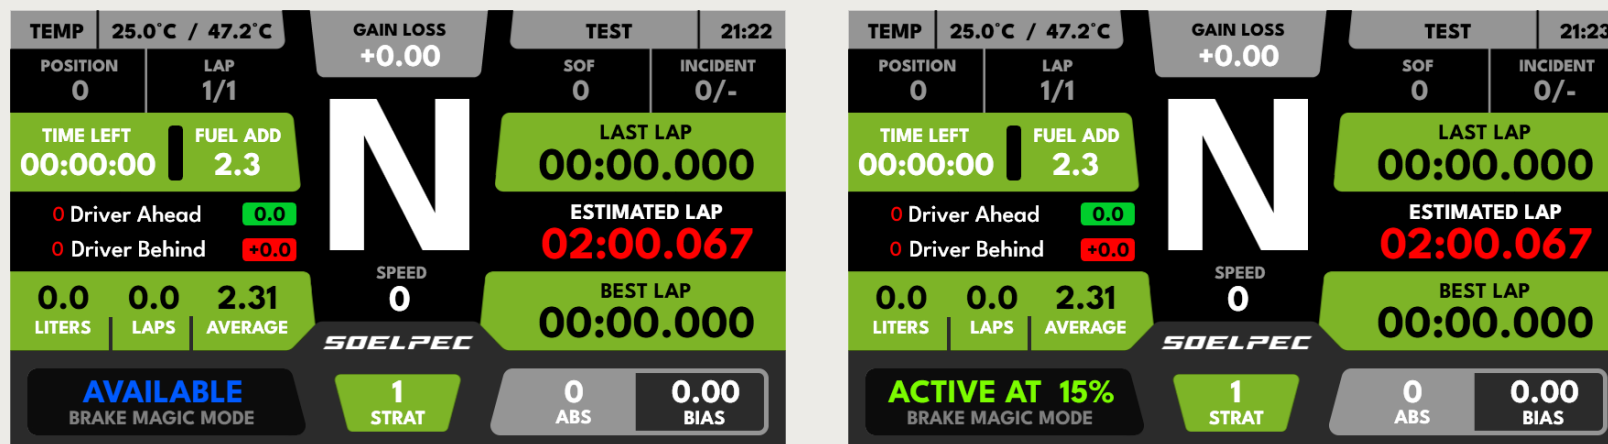 TEMP 25.0°C / 47.2°C GAIN LOSS TEST 21:22
+0.00
POSITION LAP SOF INCIDENT
0 1/1 0 0/-
N
TIME LEFT FUEL ADD LAST LAP
00:00:00 2.3 00:00.000
0 Driver Ahead 0.0 ESTIMATED LAP
0 Driver Behind +0.0 02:00.067
SPEED
0.0 0.0 2.31 0 BEST LAP
LITERS LAPS AVERAGE 00:00.000
SOELPEC
AVAILABLE 1 0 0.00
BRAKE MAGIC MODE STRAT ABS BIAS
TEMP 25.0°C / 47.2°C GAIN LOSS TEST 21:23
+0.00
POSITION LAP SOF INCIDENT
0 1/1 0 0/-
N
TIME LEFT FUEL ADD LAST LAP
00:00:00 2.3 00:00.000
0 Driver Ahead 0.0 ESTIMATED LAP
0 Driver Behind +0.0 02:00.067
SPEED
0.0 0.0 2.31 0 BEST LAP
LITERS LAPS AVERAGE 00:00.000
SOELPEC
ACTIVE AT 15% 1 0 0.00
BRAKE MAGIC MODE STRAT ABS BIAS